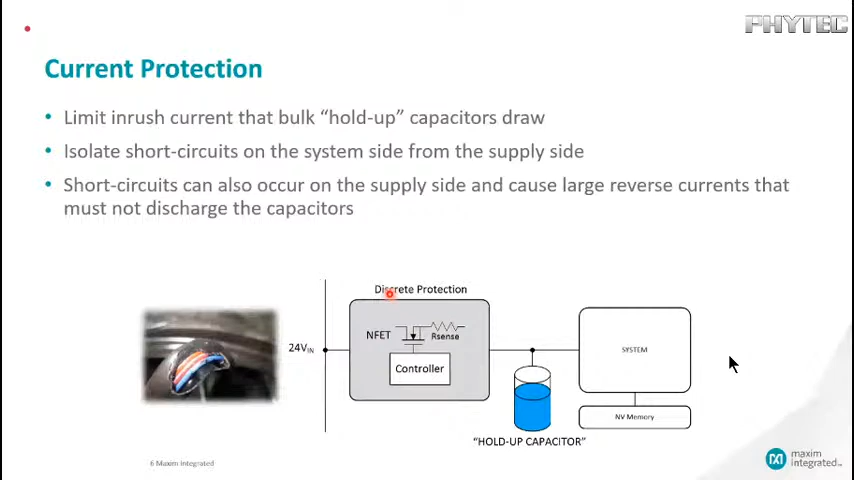 PHYTEC
Current Protection
• Limit inrush current that bulk “hold-up” capacitors draw
• Isolate short-circuits on the system side from the supply side
• Short-circuits can also occur on the supply side and cause large reverse currents that
must not discharge the capacitors
Discrete Protection
NFET
Rsense
24VIN
Controller
SYSTEM
NV Memory
"HOLD-UP CAPACITOR"
6 Maxim Integrated
maxim
integrated™